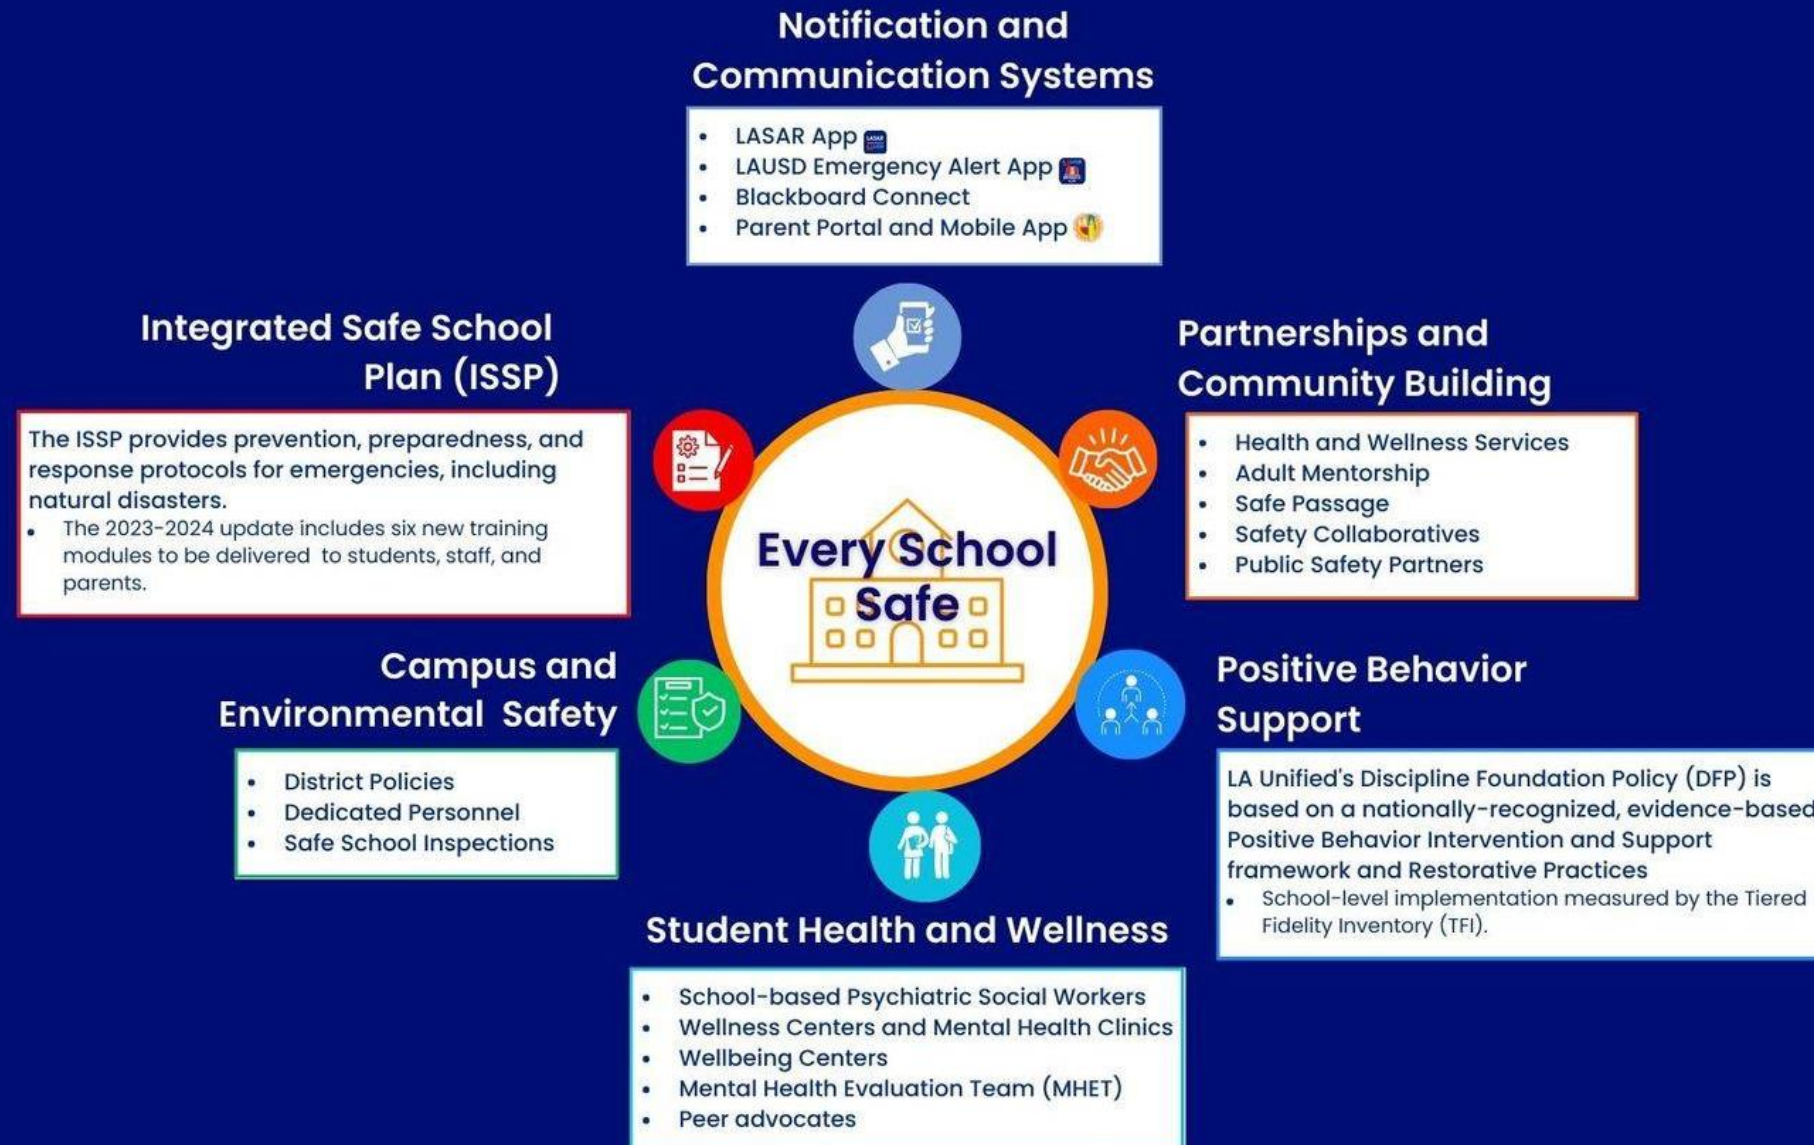 Notification and
Communication Systems
• LASAR App
• LAUSD Emergency Alert App
• Blackboard Connect
• Parent Portal and Mobile App
Integrated Safe School
Plan (ISSP)
The ISSP provides prevention, preparedness, and
response protocols for emergencies, including
natural disasters.
• The 2023-2024 update includes six new training
modules to be delivered to students, staff, and
parents.
Partnerships and
Community Building
• Health and Wellness Services
• Adult Mentorship
• Safe Passage
• Safety Collaboratives
• Public Safety Partners
Every School
Safe
Campus and
Environmental Safety
• District Policies
• Dedicated Personnel
• Safe School Inspections
Positive Behavior
Support
LA Unified's Discipline Foundation Policy (DFP) is
based on a nationally-recognized, evidence-based
Positive Behavior Intervention and Support
framework and Restorative Practices
• School-level implementation measured by the Tiered
Fidelity Inventory (TFI).
Student Health and Wellness
• School-based Psychiatric Social Workers
• Wellness Centers and Mental Health Clinics
• Wellbeing Centers
• Mental Health Evaluation Team (MHET)
• Peer advocates